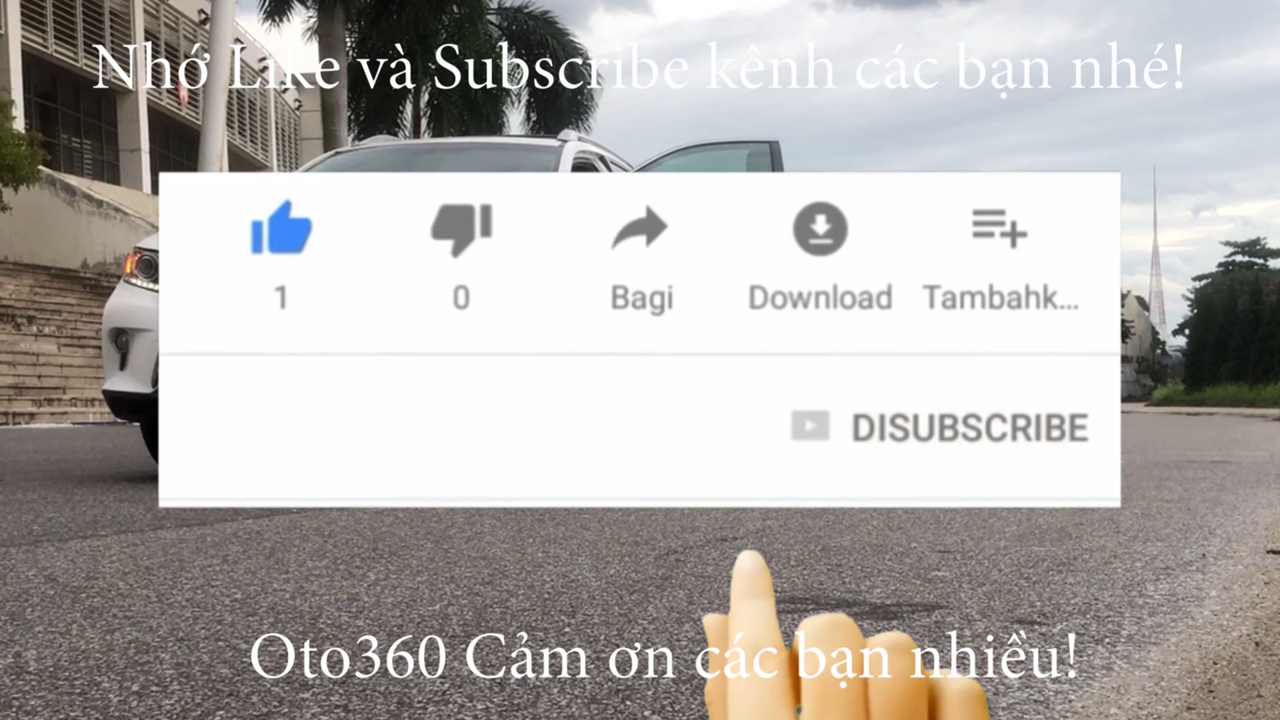 Nhớ Like và Subscribe kênh các bạn nhé!
1 0 Bagi Download Tambahk...
DISUBSCRIBE
Oto360 Cảm ơn các bạn nhiều!